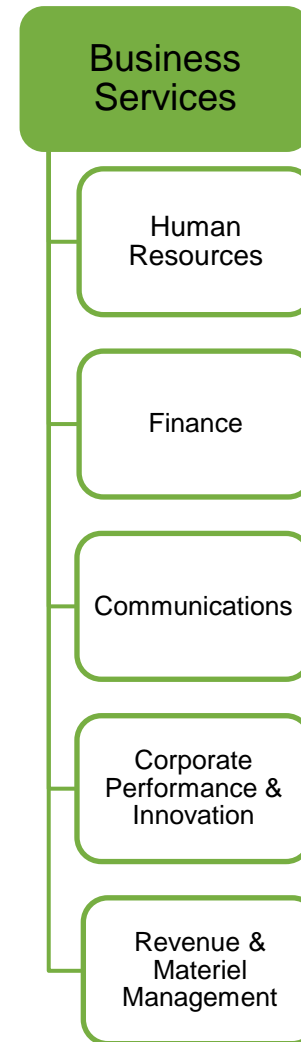 Business
Services
Human
Resources
Finance
Communications
Corporate
Performance &
Innovation
Revenue &
Materiel
Management